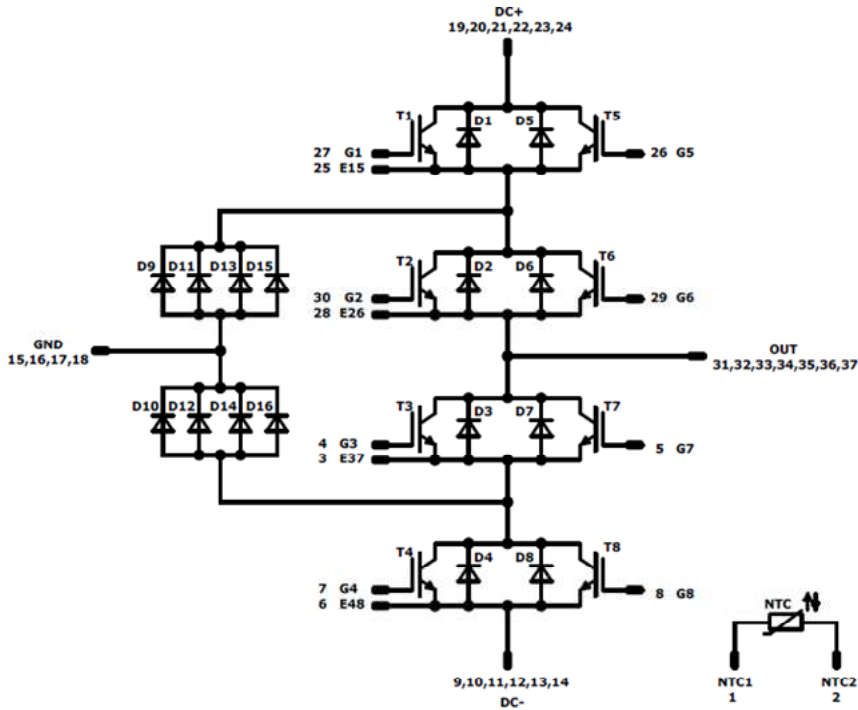 DC+
19,20,21,22,23,24
T1 D1 D5 T5
27 G1
26 G5
25 E15
D9 D11 D13 D15
T2 D2 D6 T6
30 G2
29 G6
28 E26
GND
15,16,17,18
OUT
31,32,33,34,35,36,37
D10 D12 D14 D16
T3 D3 D7 T7
4 G3
5 G7
3 E37
T4 D4 D8 T8
7 G4
8 G8
6 E48
NTC
9,10,11,12,13,14
DC-
NTC1
1
NTC2
2